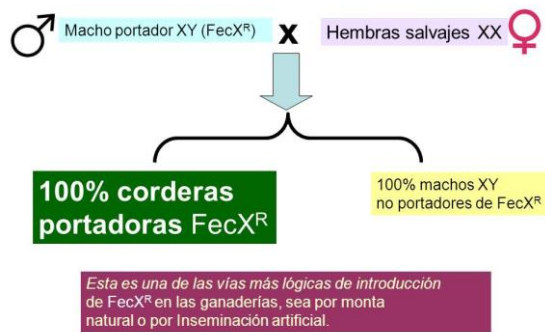 Macho portador XY (FecXᴿ) X Hembras salvajes XX
100% corderas
portadoras FecXᴿ
100% machos XY
no portadores de FecXᴿ
Esta es una de las vías más lógicas de introducción
de FecXᴿ en las ganaderías, sea por monta
natural o por Inseminación artificial.